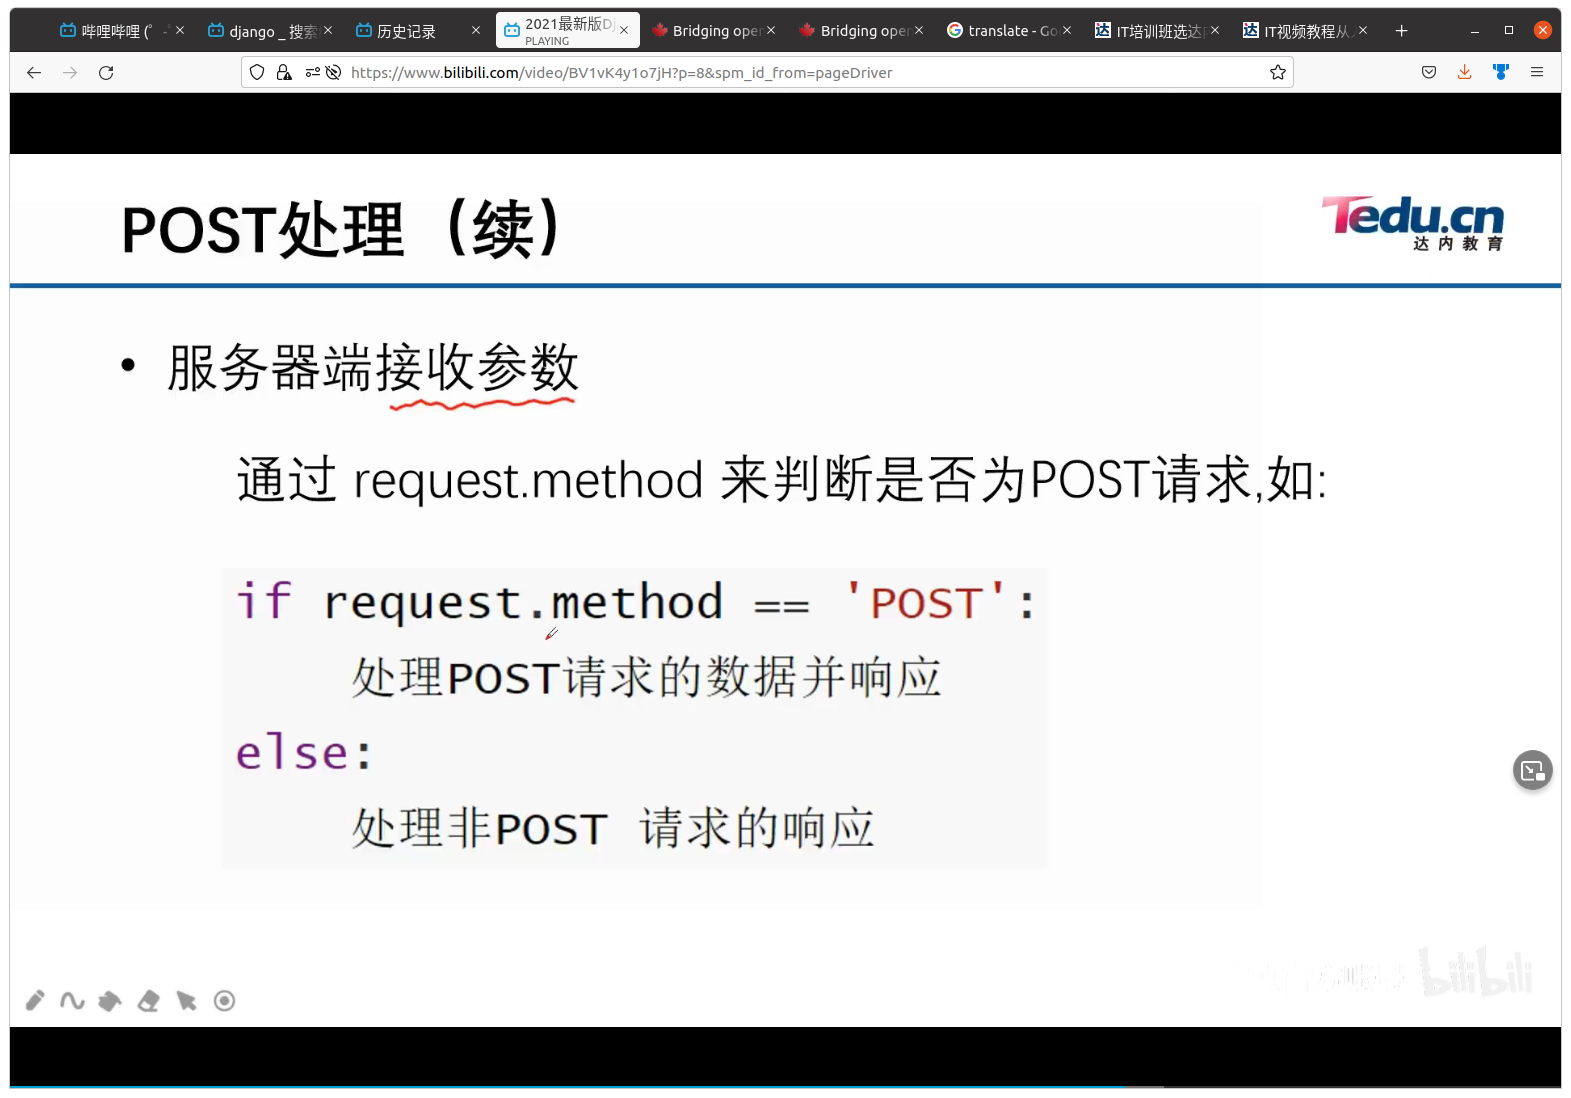 哔哩哔哩 (゜-
django _ 搜索
历史记录
2021最新版Dj
PLAYING
Bridging oper
Bridging oper
translate - Go
IT培训班选达
IT视频教程从
https://www.bilibili.com/video/BV1vK4y1o7jH?p=8&spm_id_from=pageDriver
POST处理（续）
Tedu.cn
达内教育
• 服务器端接收参数
通过 request.method 来判断是否为POST请求,如:
if request.method == 'POST':
处理POST请求的数据并响应
else:
处理非POST 请求的响应
bilibili